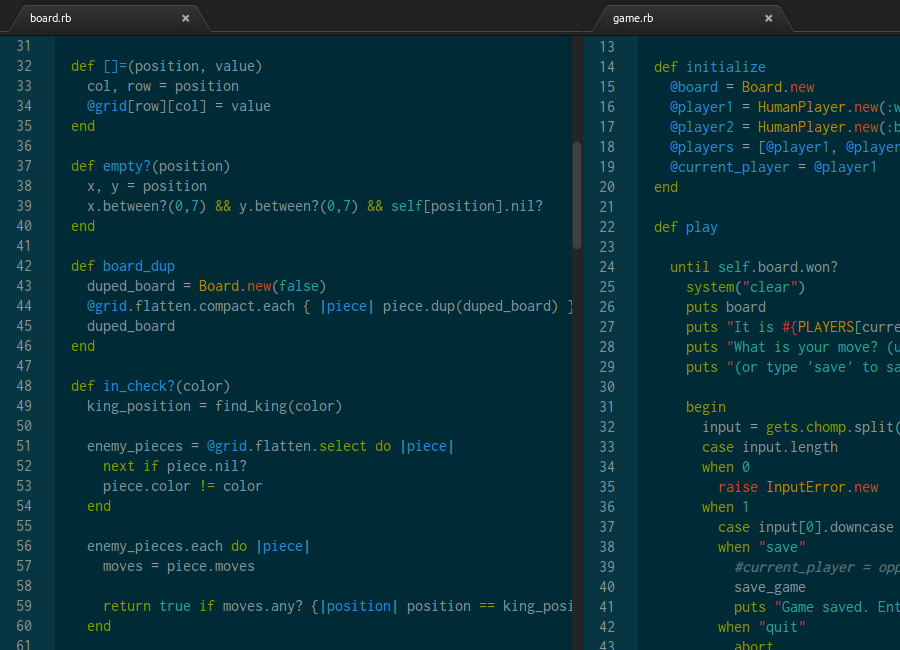 board.rb ×
31
32 def []=(position, value)
33 col, row = position
34 @grid[row][col] = value
35 end
36
37 def empty?(position)
38 x, y = position
39 x.between?(0,7) && y.between?(0,7) && self[position].nil?
40 end
41
42 def board_dup
43 duped_board = Board.new(false)
44 @grid.flatten.compact.each { |piece| piece.dup(duped_board) }
45 duped_board
46 end
47
48 def in_check?(color)
49 king_position = find_king(color)
50
51 enemy_pieces = @grid.flatten.select do |piece|
52 next if piece.nil?
53 piece.color != color
54 end
55
56 enemy_pieces.each do |piece|
57 moves = piece.moves
58
59 return true if moves.any? {|position| position == king_posi
60 end
61
game.rb ×
13
14 def initialize
15 @board = Board.new
16 @player1 = HumanPlayer.new(:w
17 @player2 = HumanPlayer.new(:b
18 @players = [@player1, @player
19 @current_player = @player1
20 end
21
22 def play
23
24 until self.board.won?
25 system("clear")
26 puts board
27 puts "It is #{PLAYERS[curre
28 puts "What is your move? (u
29 puts "(or type 'save' to sa
30
31 begin
32 input = gets.chomp.split(
33 case input.length
34 when 0
35 raise InputError.new
36 when 1
37 case input[0].downcase
38 when "save"
39 #current_player = opp
40 save_game
41 puts "Game saved. Ent
42 when "quit"
43 abort